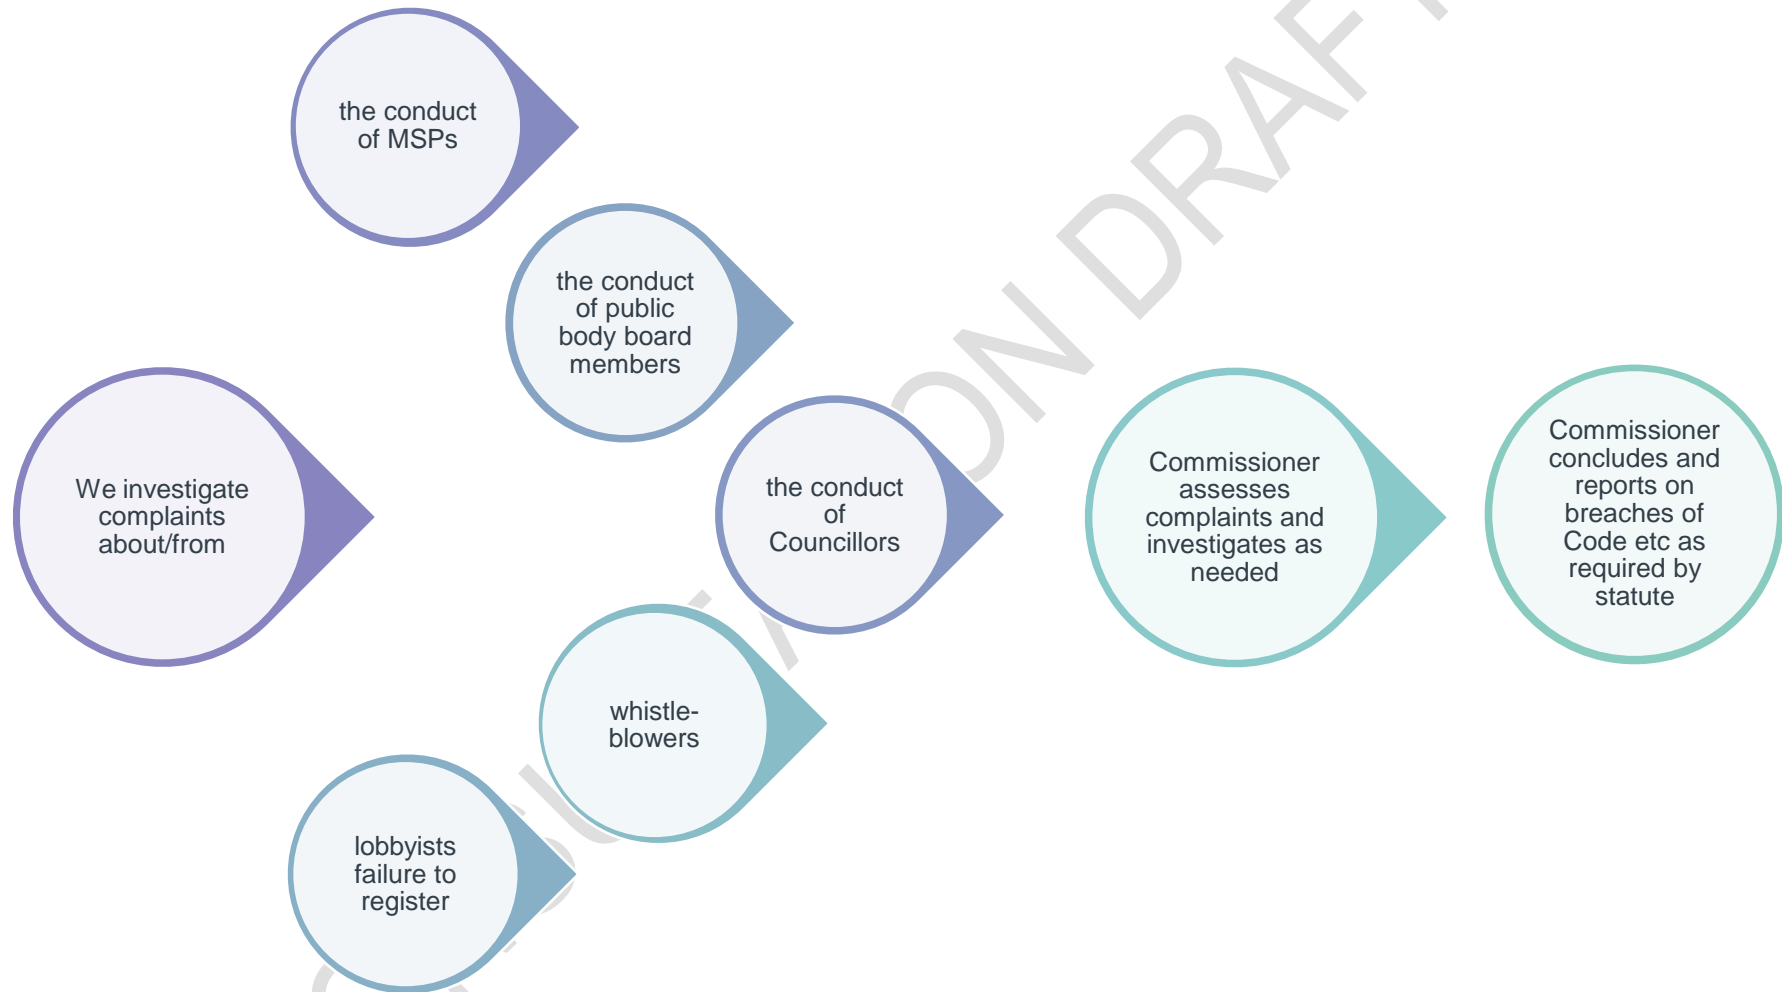 the conduct
of MSPs
the conduct
of public
body board
members
We investigate
complaints
about/from
the conduct
of
Councillors
Commissioner
assesses
complaints and
investigates as
needed
Commissioner
concludes and
reports on
breaches of
Code etc as
required by
statute
whistle-
blowers
lobbyists
failure to
register